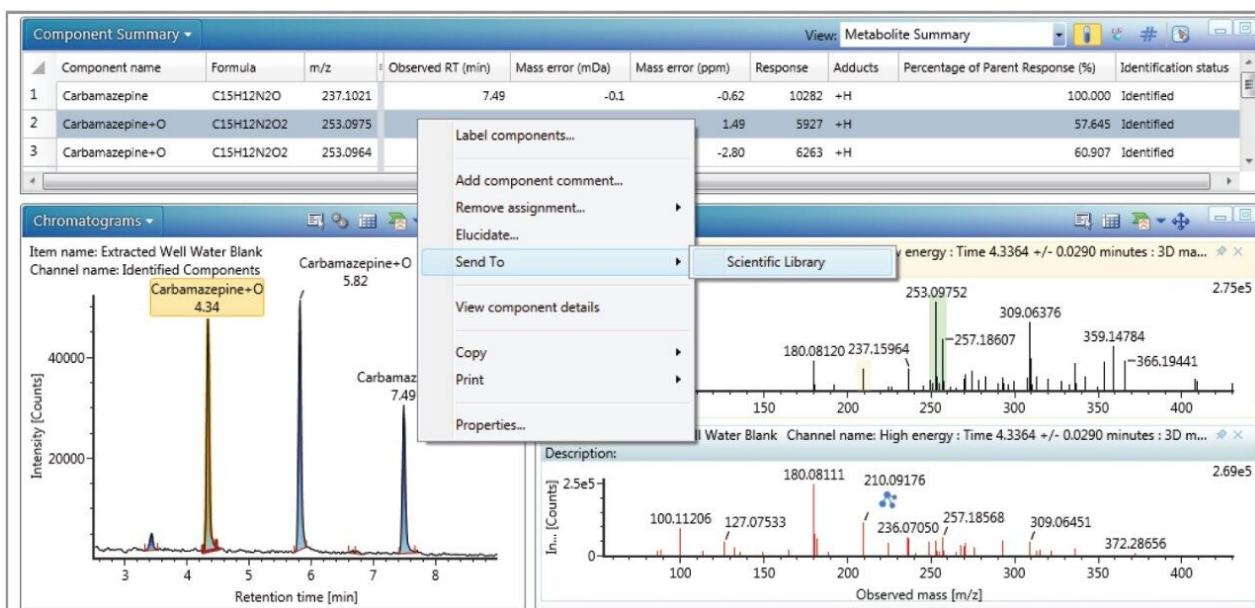 Component Summary
View: Metabolite Summary
Component name Formula m/z Observed RT (min) Mass error (mDa) Mass error (ppm) Response Adducts Percentage of Parent Response (%) Identification status
1 Carbamazepine C15H12N2O 237.1021 7.49 -0.1 -0.62 10282 +H 100.000 Identified
2 Carbamazepine+O C15H12N2O2 253.0975 1.49 5927 +H 57.645 Identified
3 Carbamazepine+O C15H12N2O2 253.0964 -2.80 6263 +H 60.907 Identified
Label components...
Add component comment...
Remove assignment...
Elucidate...
Send To
Scientific Library
View component details
Copy
Print
Properties...
Chromatograms
Item name: Extracted Well Water Blank
Channel name: Identified Components
Carbamazepine+O
4.34
Carbamazepine+O
5.82
Carbamaz
7.49
40000
20000
Intensity [Counts]
3 4 5 6 7 8
Retention time [min]
energy : Time 4.3364 +/- 0.0290 minutes : 3D ma...
2.75e5
253.09752
309.06376
257.18607
359.14784
180.08120 237.15964
366.19441
150 200 250 300 350 400
Well Water Blank Channel name: High energy : Time 4.3364 +/- 0.0290 minutes : 3D m...
Description:
2.69e5
2.5e5
180.08111
210.09176
100.11206 127.07533
236.07050
257.18568
309.06451
372.28656
0
In... [Counts]
100 150 200 250 300 350 400
Observed mass [m/z]